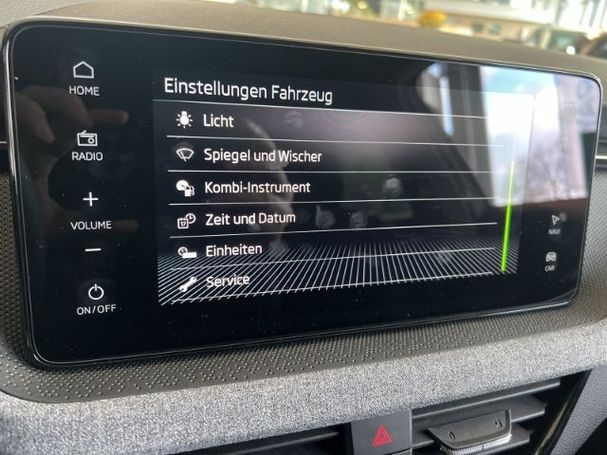 HOME
RADIO
+
VOLUME
−
ON/OFF
Einstellungen Fahrzeug
Licht
Spiegel und Wischer
Kombi-Instrument
Zeit und Datum
Einheiten
Service
NAVI
CAR